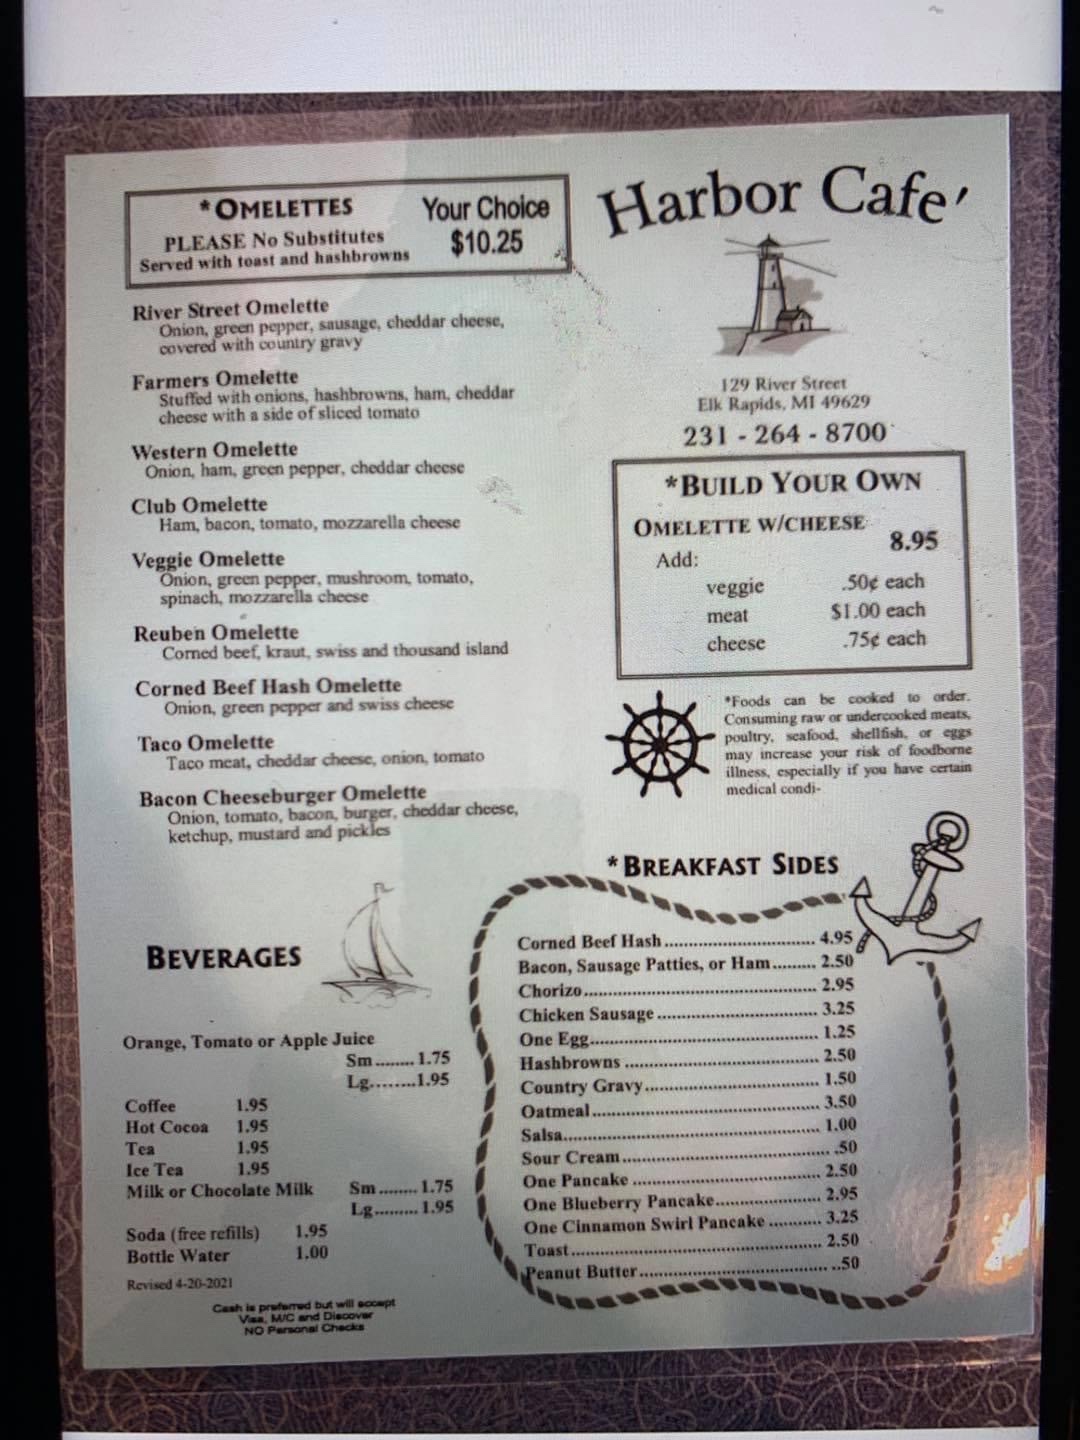 *OMELETTES
PLEASE No Substitutes
Served with toast and hashbrowns
Your Choice
$10.25
River Street Omelette
Onion, green pepper, sausage, cheddar cheese,
covered with country gravy
Farmers Omelette
Stuffed with onions, hashbrowns, ham, cheddar
cheese with a side of sliced tomato
Western Omelette
Onion, ham, green pepper, cheddar cheese
Club Omelette
Ham, bacon, tomato, mozzarella cheese
Veggie Omelette
Onion, green pepper, mushroom, tomato,
spinach, mozzarella cheese
Reuben Omelette
Corned beef, kraut, swiss and thousand island
Corned Beef Hash Omelette
Onion, green pepper and swiss cheese
Taco Omelette
Taco meat, cheddar cheese, onion, tomato
Bacon Cheeseburger Omelette
Onion, tomato, bacon, burger, cheddar cheese,
ketchup, mustard and pickles
BEVERAGES
Orange, Tomato or Apple Juice
Sm ........ 1.75
Lg........1.95
Coffee 1.95
Hot Cocoa 1.95
Tea 1.95
Ice Tea 1.95
Milk or Chocolate Milk Sm ........ 1.75
Lg......... 1.95
Soda (free refills) 1.95
Bottle Water 1.00
Revised 4-20-2021
Cash is preferred but will accept
Visa, M/C and Discover
NO Personal Checks
Harbor Cafe'
129 River Street
Elk Rapids, MI 49629
231 - 264 - 8700
*BUILD YOUR OWN
OMELETTE W/CHEESE
8.95
Add:
veggie .50¢ each
meat $1.00 each
cheese .75¢ each
*Foods can be cooked to order.
Consuming raw or undercooked meats,
poultry, seafood, shellfish, or eggs
may increase your risk of foodborne
illness, especially if you have certain
medical condi-
*BREAKFAST SIDES
Corned Beef Hash ................................ 4.95
Bacon, Sausage Patties, or Ham......... 2.50
Chorizo................................................. 2.95
Chicken Sausage .................................. 3.25
One Egg................................................ 1.25
Hashbrowns ......................................... 2.50
Country Gravy..................................... 1.50
Oatmeal................................................ 3.50
Salsa...................................................... 1.00
Sour Cream............................................ .50
One Pancake ........................................ 2.50
One Blueberry Pancake...................... 2.95
One Cinnamon Swirl Pancake ........... 3.25
Toast..................................................... 2.50
Peanut Butter........................................ ..50